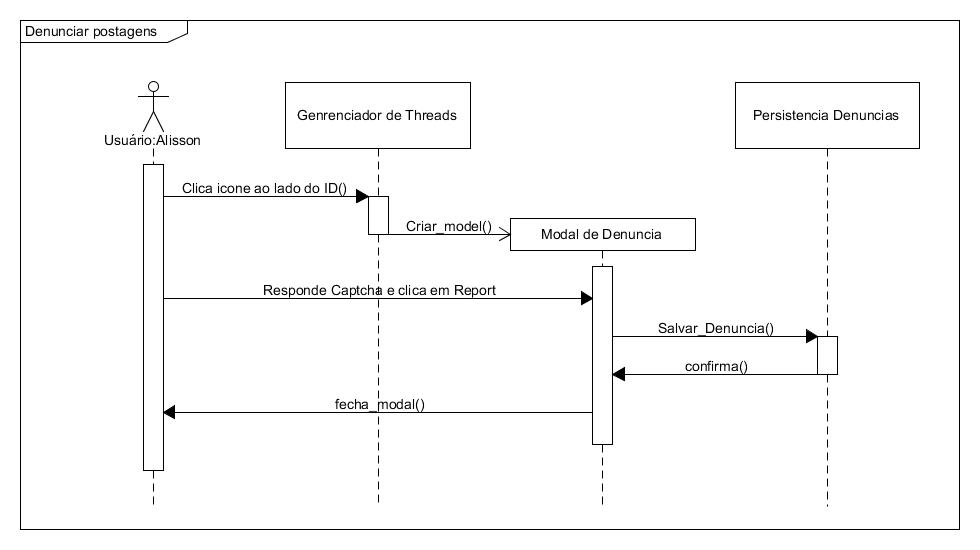 Denunciar postagens
Usuário:Alisson
Genrenciador de Threads
Persistencia Denuncias
Clica icone ao lado do ID()
Criar_model()
Modal de Denuncia
Responde Captcha e clica em Report
Salvar_Denuncia()
confirma()
fecha_modal()